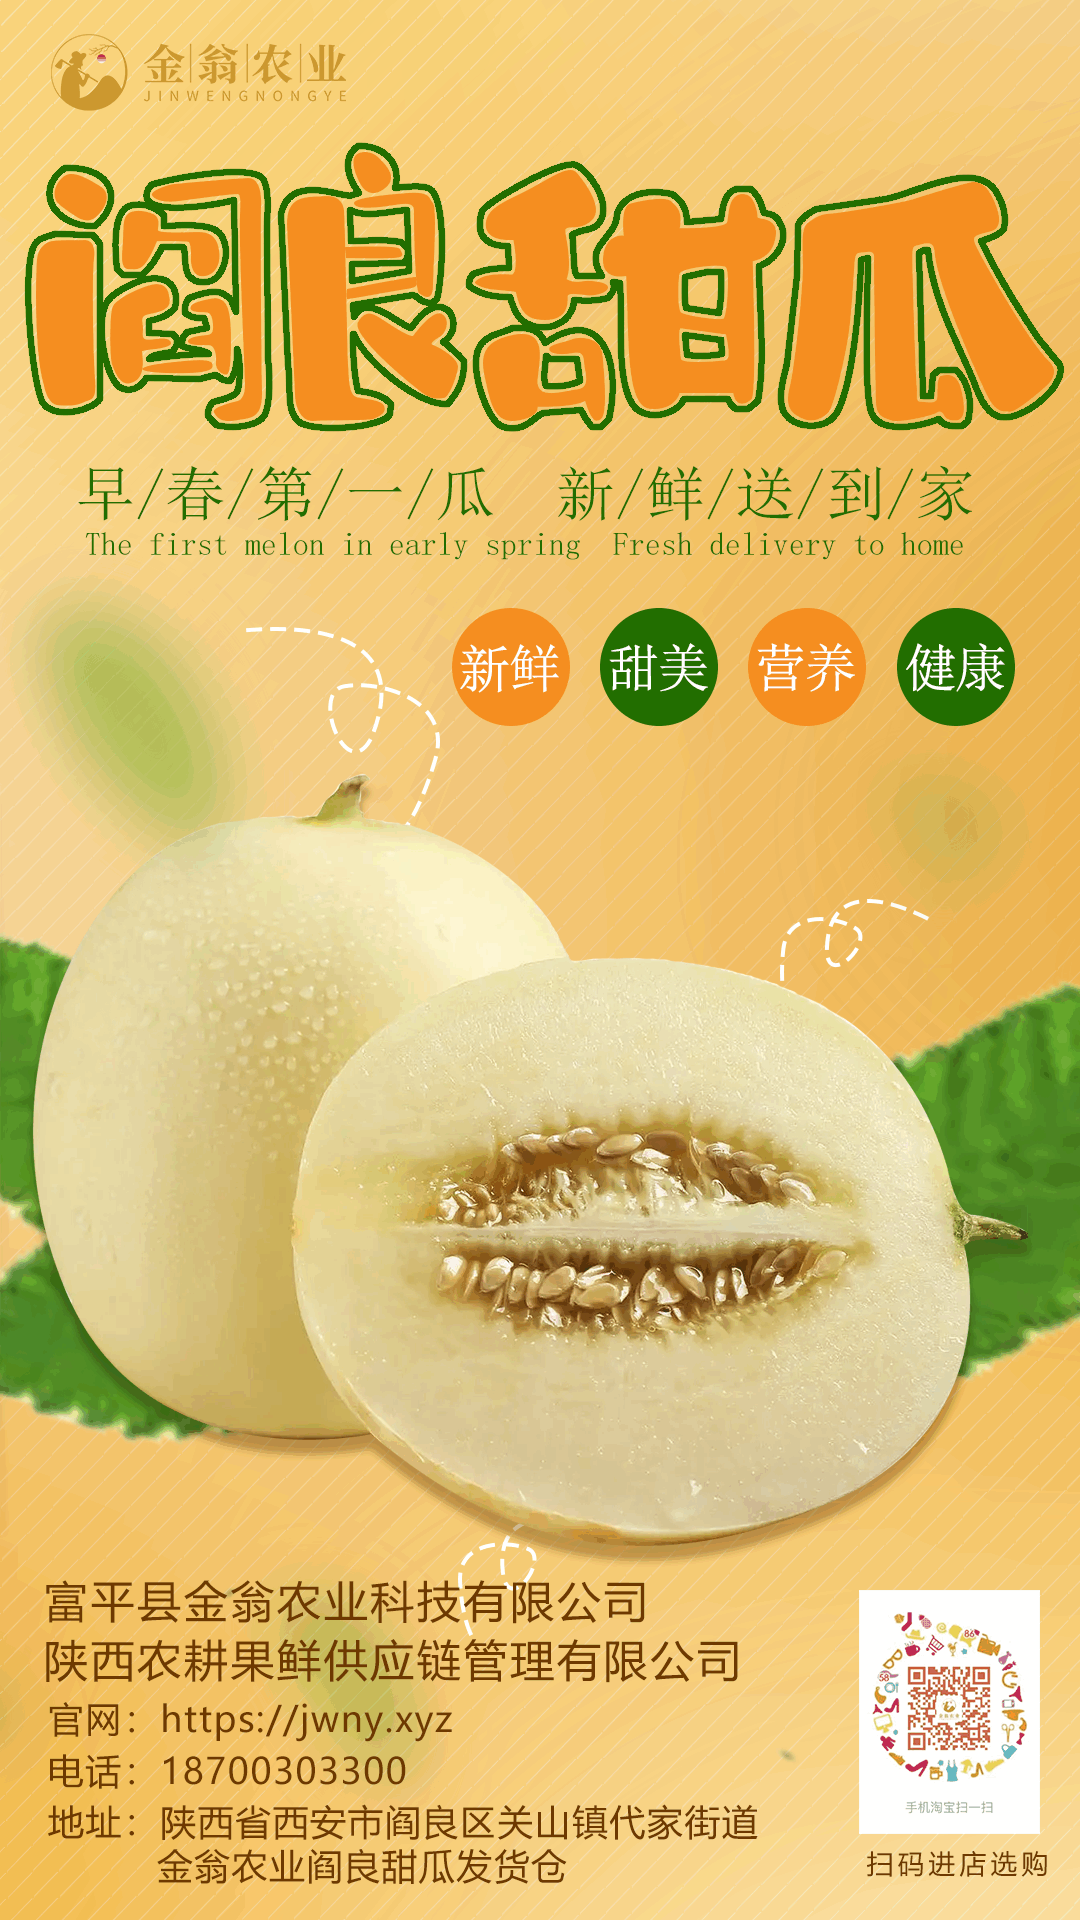 金翁农业
JINWENGNONGYE
阎良甜瓜
早/春/第/一/瓜 新/鲜/送/到/家
The first melon in early spring Fresh delivery to home
新鲜 甜美 营养 健康
富平县金翁农业科技有限公司
陕西农耕果鲜供应链管理有限公司
官网：https://jwny.xyz
电话：18700303300
地址：陕西省西安市阎良区关山镇代家街道
金翁农业阎良甜瓜发货仓
手机淘宝扫一扫
扫码进店选购